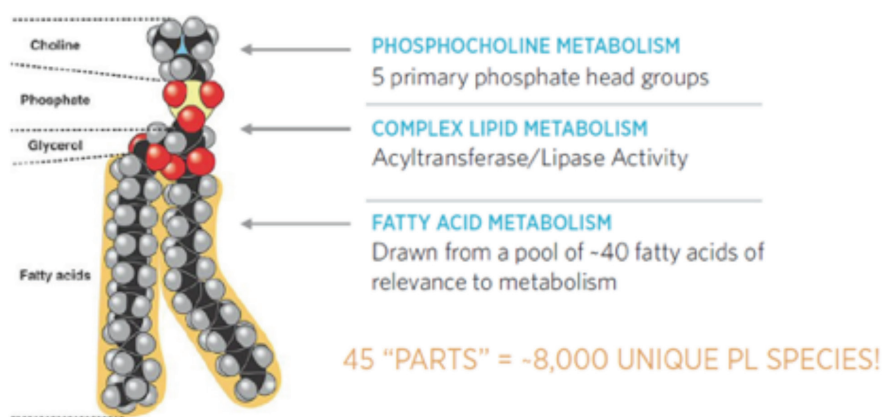 Choline
Phosphate
Glycerol
Fatty acids
PHOSPHOCHOLINE METABOLISM
5 primary phosphate head groups
COMPLEX LIPID METABOLISM
Acyltransferase/Lipase Activity
FATTY ACID METABOLISM
Drawn from a pool of ~40 fatty acids of
relevance to metabolism
45 “PARTS” = ~8,000 UNIQUE PL SPECIES!